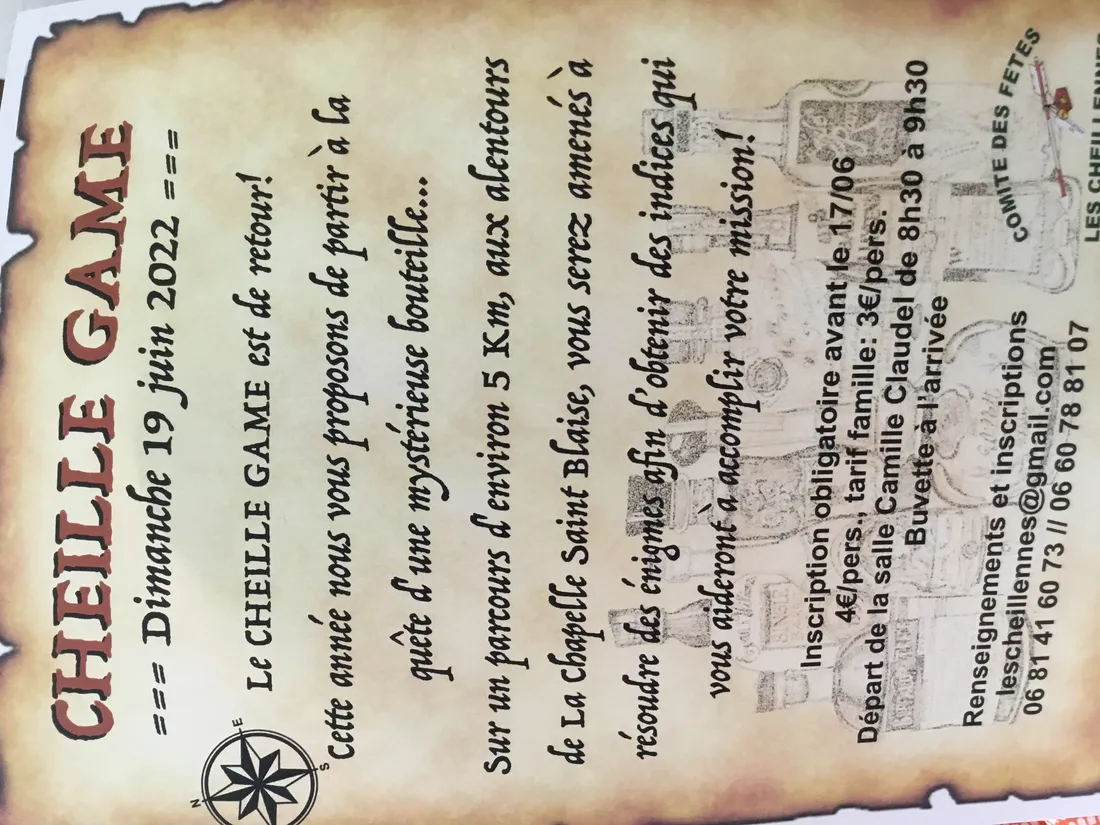 CHEILLE GAME
=== Dimanche 19 juin 2022 ===
Le CHEILLE GAME est de retour!
Cette année nous vous proposons de partir à la
quête d'une mystérieuse bouteille...
Sur un parcours d'environ 5 Km, aux alentours
de La Chapelle Saint Blaise, vous serez amenés à
résoudre des énigmes afin d'obtenir des indices qui
vous aideront à accomplir votre mission!
Inscription obligatoire avant le 17/06
4€/pers., tarif famille: 3€/pers.
Départ de la salle Camille Claudel de 8h30 à 9h30
Buvette à l'arrivée
Renseignements et inscriptions
lescheillennes@gmail.com
06 81 41 60 73 // 06 60 78 81 07
COMITE DES FETES
LES CHEILLENNES
N
E
S